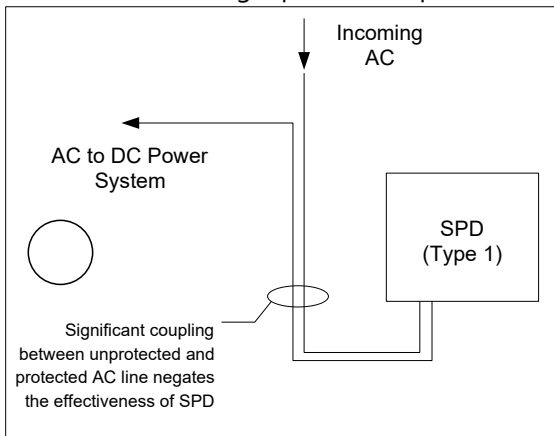 Incoming
AC
AC to DC Power
System
SPD
(Type 1)
Significant coupling
between unprotected and
protected AC line negates
the effectiveness of SPD